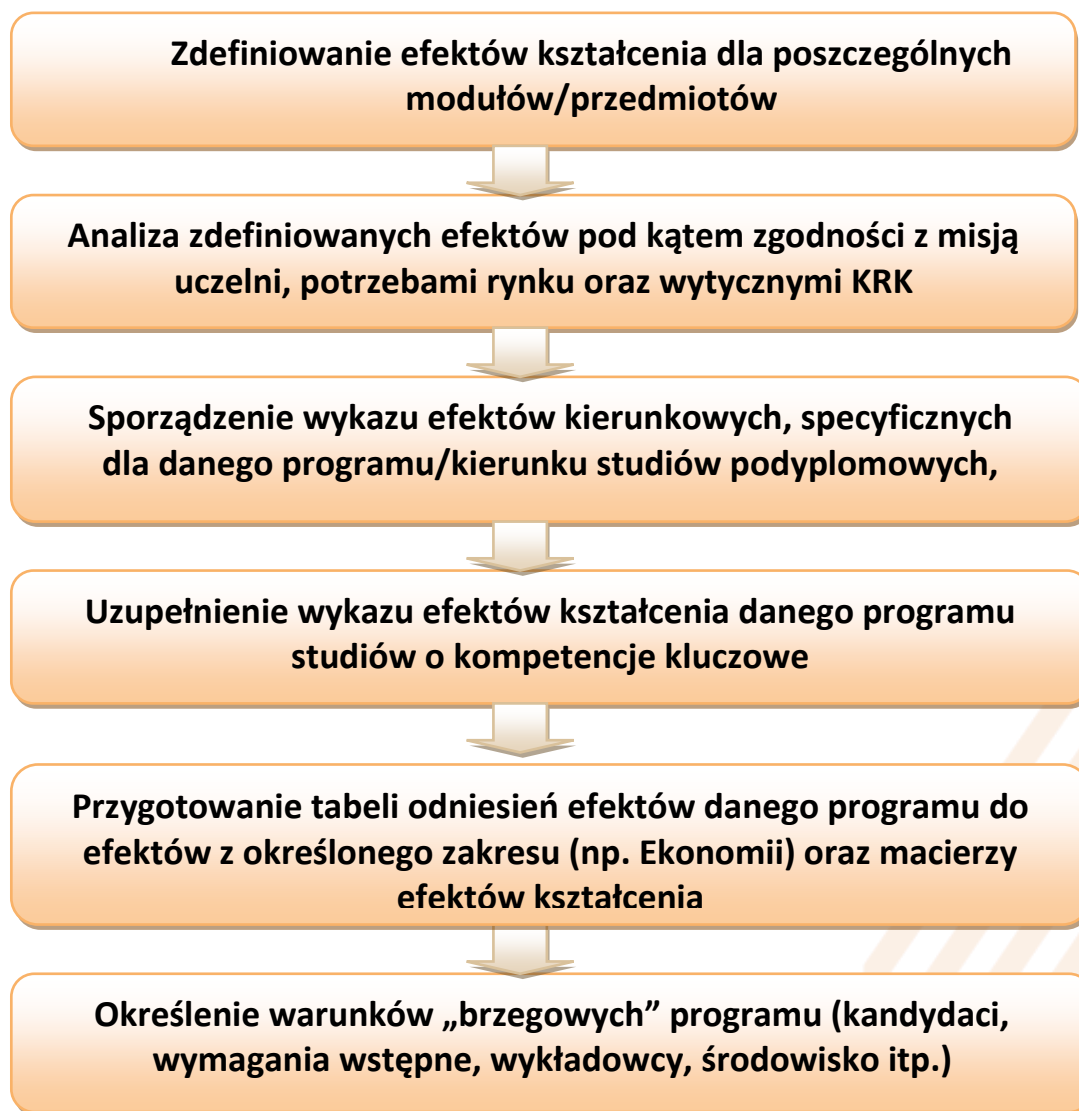 Zdefiniowanie efektów kształcenia dla poszczególnych
modułów/przedmiotów
Analiza zdefiniowanych efektów pod kątem zgodności z misją
uczelni, potrzebami rynku oraz wytycznymi KRK
Sporządzenie wykazu efektów kierunkowych, specyficznych
dla danego programu/kierunku studiów podyplomowych,
Uzupełnienie wykazu efektów kształcenia danego programu
studiów o kompetencje kluczowe
Przygotowanie tabeli odniesień efektów danego programu do
efektów z określonego zakresu (np. Ekonomii) oraz macierzy
efektów kształcenia
Określenie warunków „brzegowych” programu (kandydaci,
wymagania wstępne, wykładowcy, środowisko itp.)